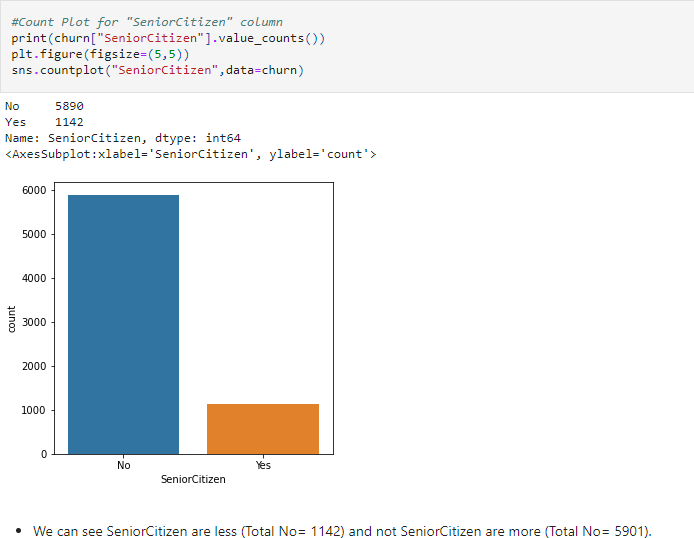 #Count Plot for "SeniorCitizen" column
print(churn["SeniorCitizen"].value_counts())
plt.figure(figsize=(5,5))
sns.countplot("SeniorCitizen",data=churn)
No     5890
Yes    1142
Name: SeniorCitizen, dtype: int64
<AxesSubplot:xlabel='SeniorCitizen', ylabel='count'>
6000
5000
4000
3000
2000
1000
0
count
No Yes
SeniorCitizen
• We can see SeniorCitizen are less (Total No= 1142) and not SeniorCitizen are more (Total No= 5901).